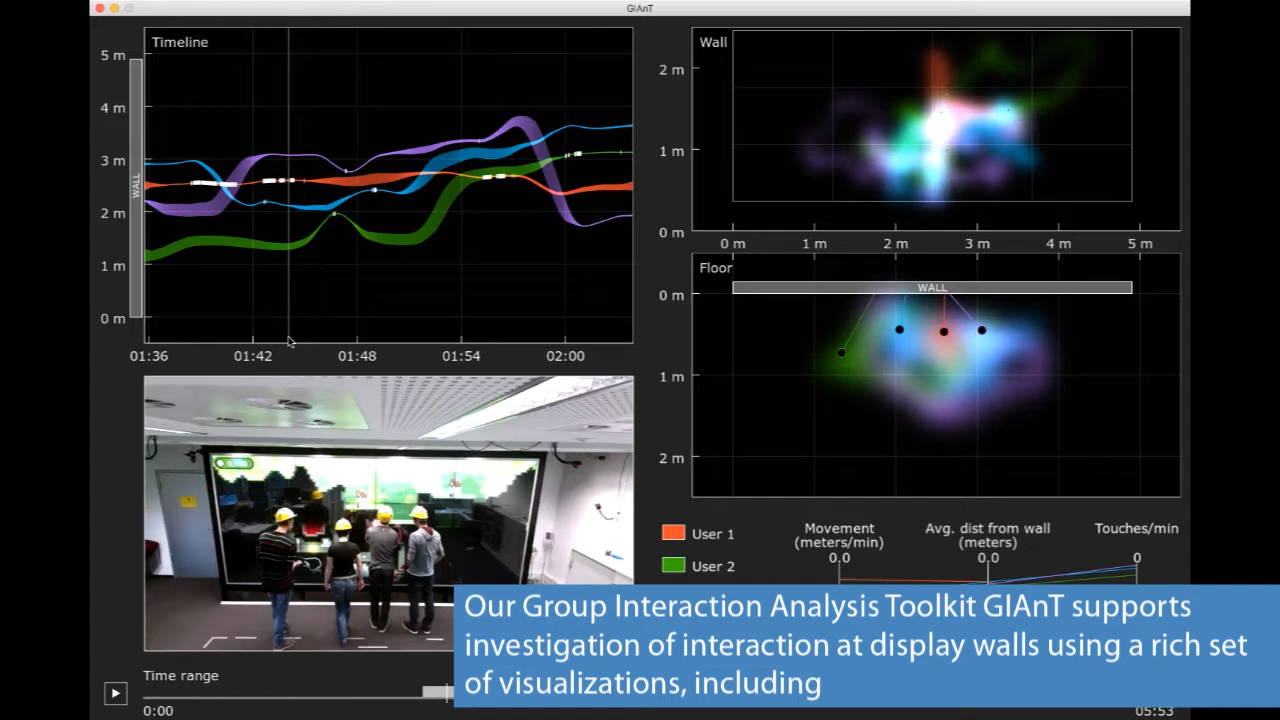 GIAnT
Timeline
5 m
4 m
3 m
2 m
1 m
0 m
WALL
01:36
01:42
01:48
01:54
02:00
Wall
2 m
1 m
0 m
0 m
1 m
2 m
3 m
4 m
5 m
Floor
WALL
0 m
1 m
2 m
User 1
User 2
Movement
(meters/min)
0.0
Avg. dist from wall
(meters)
0.0
Touches/min
0
Our Group Interaction Analysis Toolkit GIAnT supports
investigation of interaction at display walls using a rich set
of visualizations, including
Time range
0:00
05:53